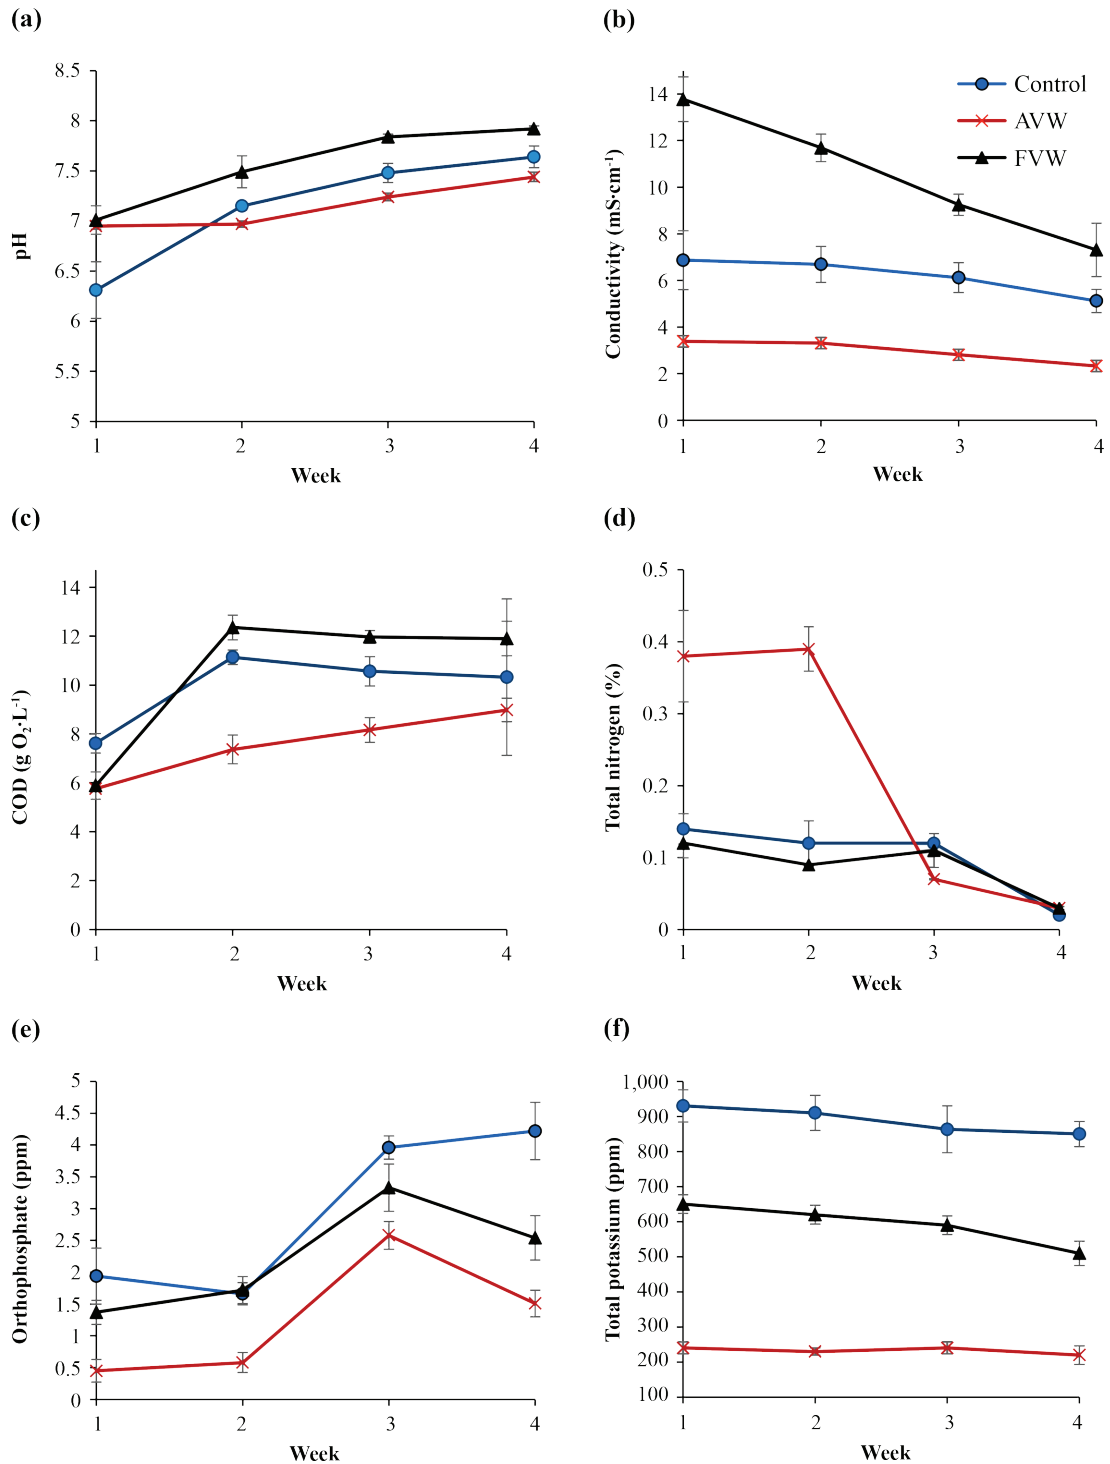 (a)
8.5
8
7.5
7
6.5
6
5.5
5
pH
1 2 3 4
Week
(b)
14
12
10
8
6
4
2
0
Conductivity (mS·cm⁻¹)
Control
AVW
FVW
1 2 3 4
Week
(c)
14
12
10
8
6
4
2
0
COD (g O₂·L⁻¹)
1 2 3 4
Week
(d)
0.5
0.4
0.3
0.2
0.1
0
Total nitrogen (%)
1 2 3 4
Week
(e)
5
4.5
4
3.5
3
2.5
2
1.5
1
0.5
0
Orthophosphate (ppm)
1 2 3 4
Week
(f)
1,000
900
800
700
600
500
400
300
200
100
Total potassium (ppm)
1 2 3 4
Week